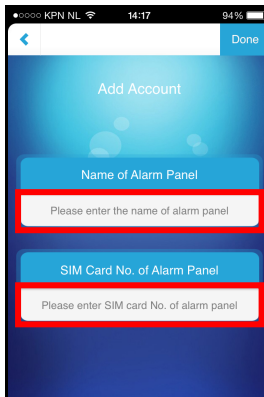 ●○○○○ KPN NL 14:17 94%
Done
Add Account
Name of Alarm Panel
Please enter the name of alarm panel
SIM Card No. of Alarm Panel
Please enter SIM card No. of alarm panel